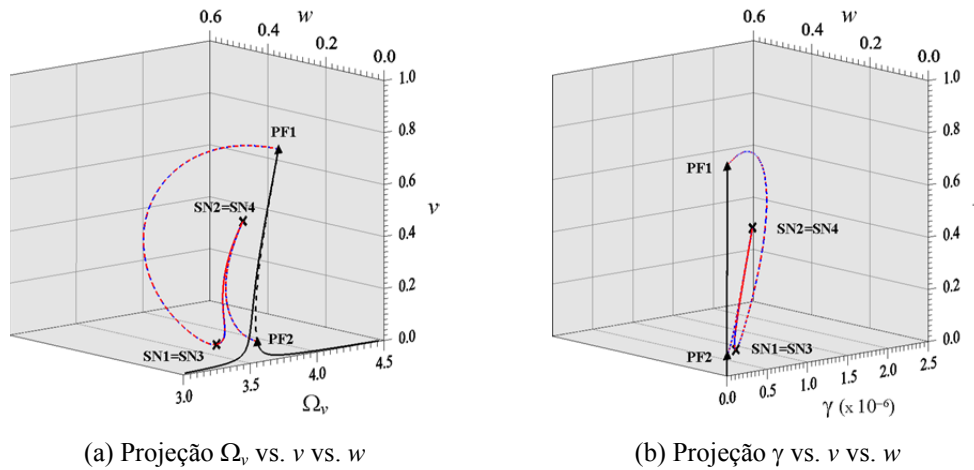 w
0.6
0.4
0.2
0.0
1.0
PF1
0.8
0.6
v
SN2=SN4
0.4
0.2
PF2
0.0
SN1=SN3
4.5
4.0
3.5
3.0
Ωᵥ
(a) Projeção Ωᵥ vs. v vs. w
w
0.6
0.4
0.2
0.0
1.0
0.8
PF1
0.6
SN2=SN4
0.4
0.2
PF2
SN1=SN3
0.0
2.5
2.0
1.5
1.0
0.5
0.0
γ (x 10⁻⁶)
(b) Projeção γ vs. v vs. w